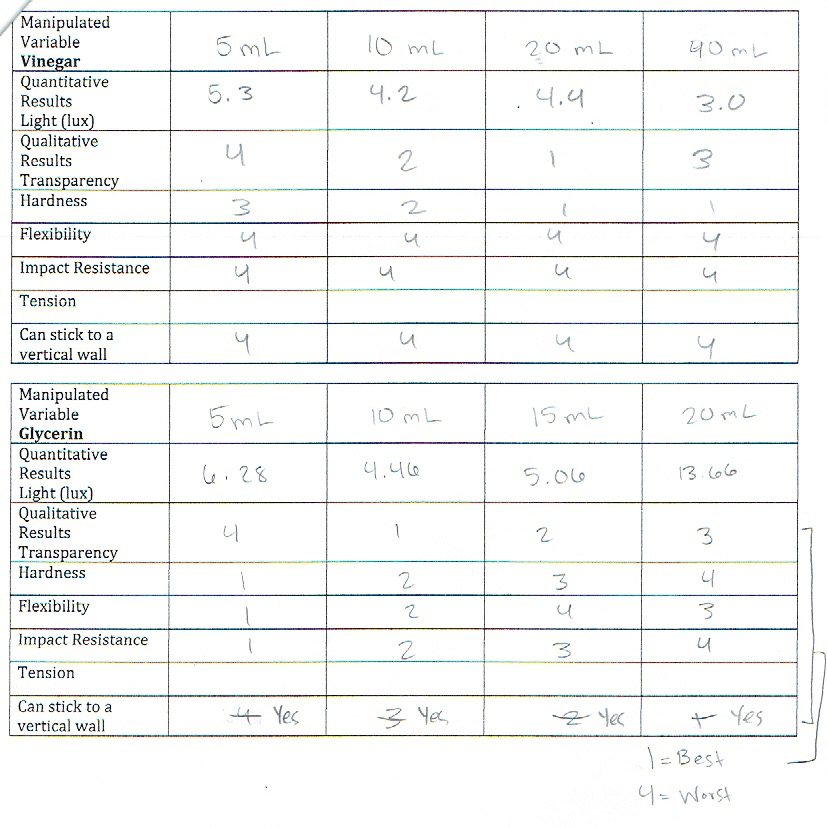 Manipulated
Variable
Vinegar
5 mL 10 mL 20 mL 40 mL
Quantitative
Results
Light (lux)
5.3 4.2 4.4 3.0
Qualitative
Results
Transparency
4 2 1 3
Hardness 3 2 1 1
Flexibility 4 4 4 4
Impact Resistance 4 4 4 4
Tension
Can stick to a
vertical wall
4 4 4 4
Manipulated
Variable
Glycerin
5 mL 10 mL 15 mL 20 mL
Quantitative
Results
Light (lux)
6.28 4.46 5.06 13.66
Qualitative
Results
Transparency
4 1 2 3
Hardness 1 2 3 4
Flexibility 1 2 4 3
Impact Resistance 1 2 3 4
Tension
Can stick to a
vertical wall
4 Yes 3 Yes 2 Yes 1 Yes
1 = Best
4 = Worst